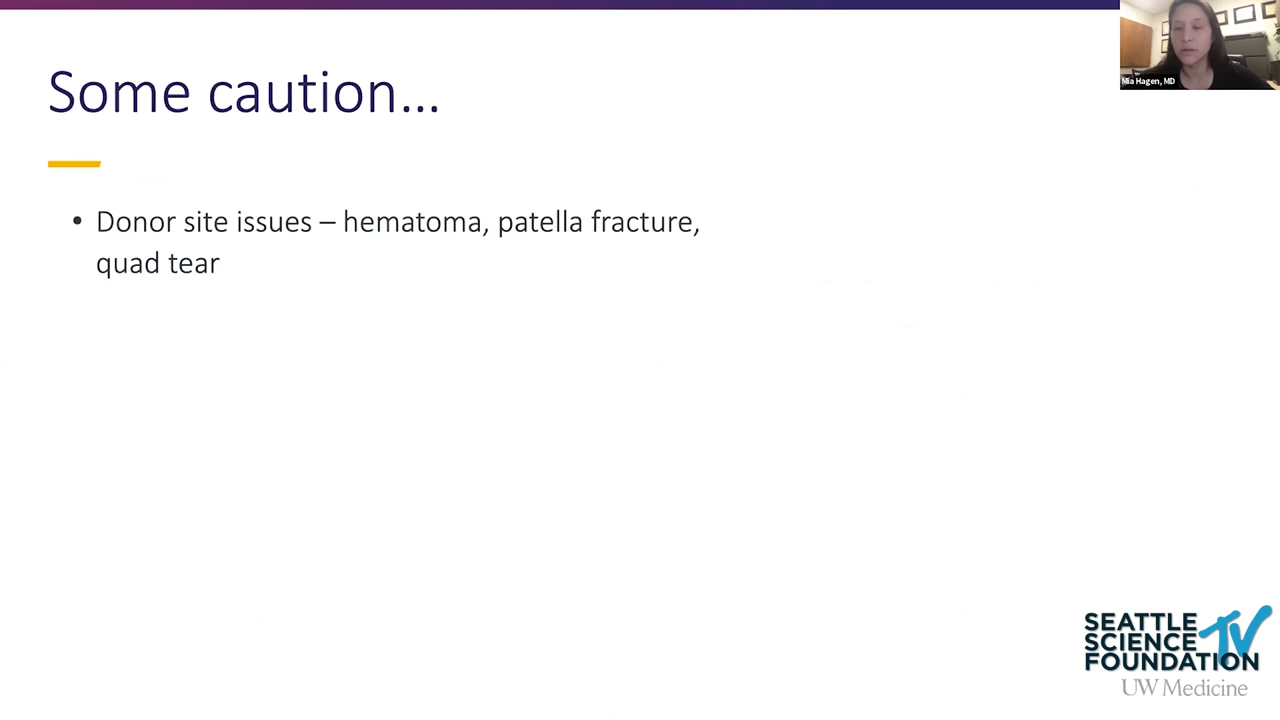 Some caution...
Mia Hagen, MD
• Donor site issues – hematoma, patella fracture,
quad tear
SEATTLE
SCIENCE
FOUNDATION
TV
UW Medicine